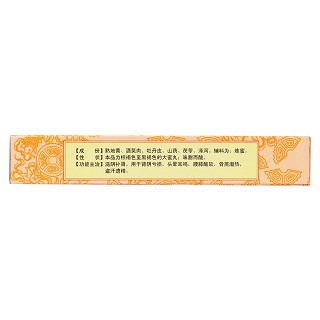 【成　份】熟地黄、酒萸肉、牡丹皮、山药、茯苓、泽泻，辅料为：蜂蜜。
【性　状】本品为棕褐色至黑褐色的大蜜丸；味甜而酸。
【功能主治】滋阴补肾。用于肾阴亏损，头晕耳鸣，腰膝酸软，骨蒸潮热，
盗汗遗精。